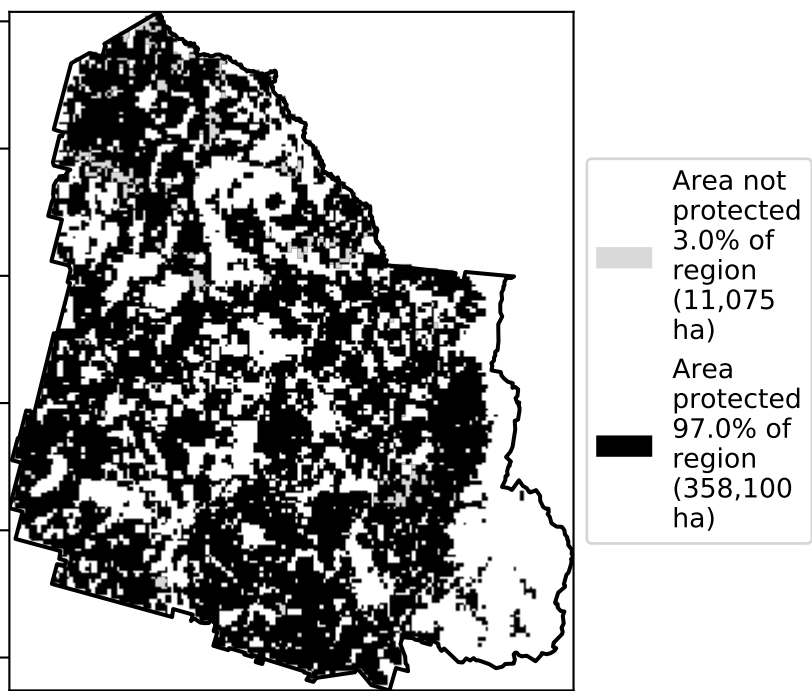 Area not
protected
3.0% of
region
(11,075
ha)
Area
protected
97.0% of
region
(358,100
ha)